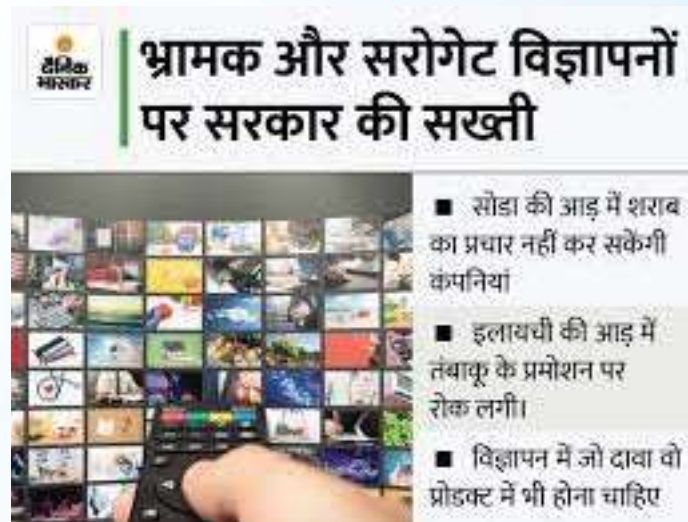 दैनिक
भास्कर
भ्रामक और सरोगेट विज्ञापनों
पर सरकार की सख्ती
■ सोडा की आड़ में शराब
का प्रचार नहीं कर सकेंगी
कंपनियां
■ इलायची की आड़ में
तंबाकू के प्रमोशन पर
रोक लगी।
■ विज्ञापन में जो दावा वो
प्रोडक्ट में भी होना चाहिए